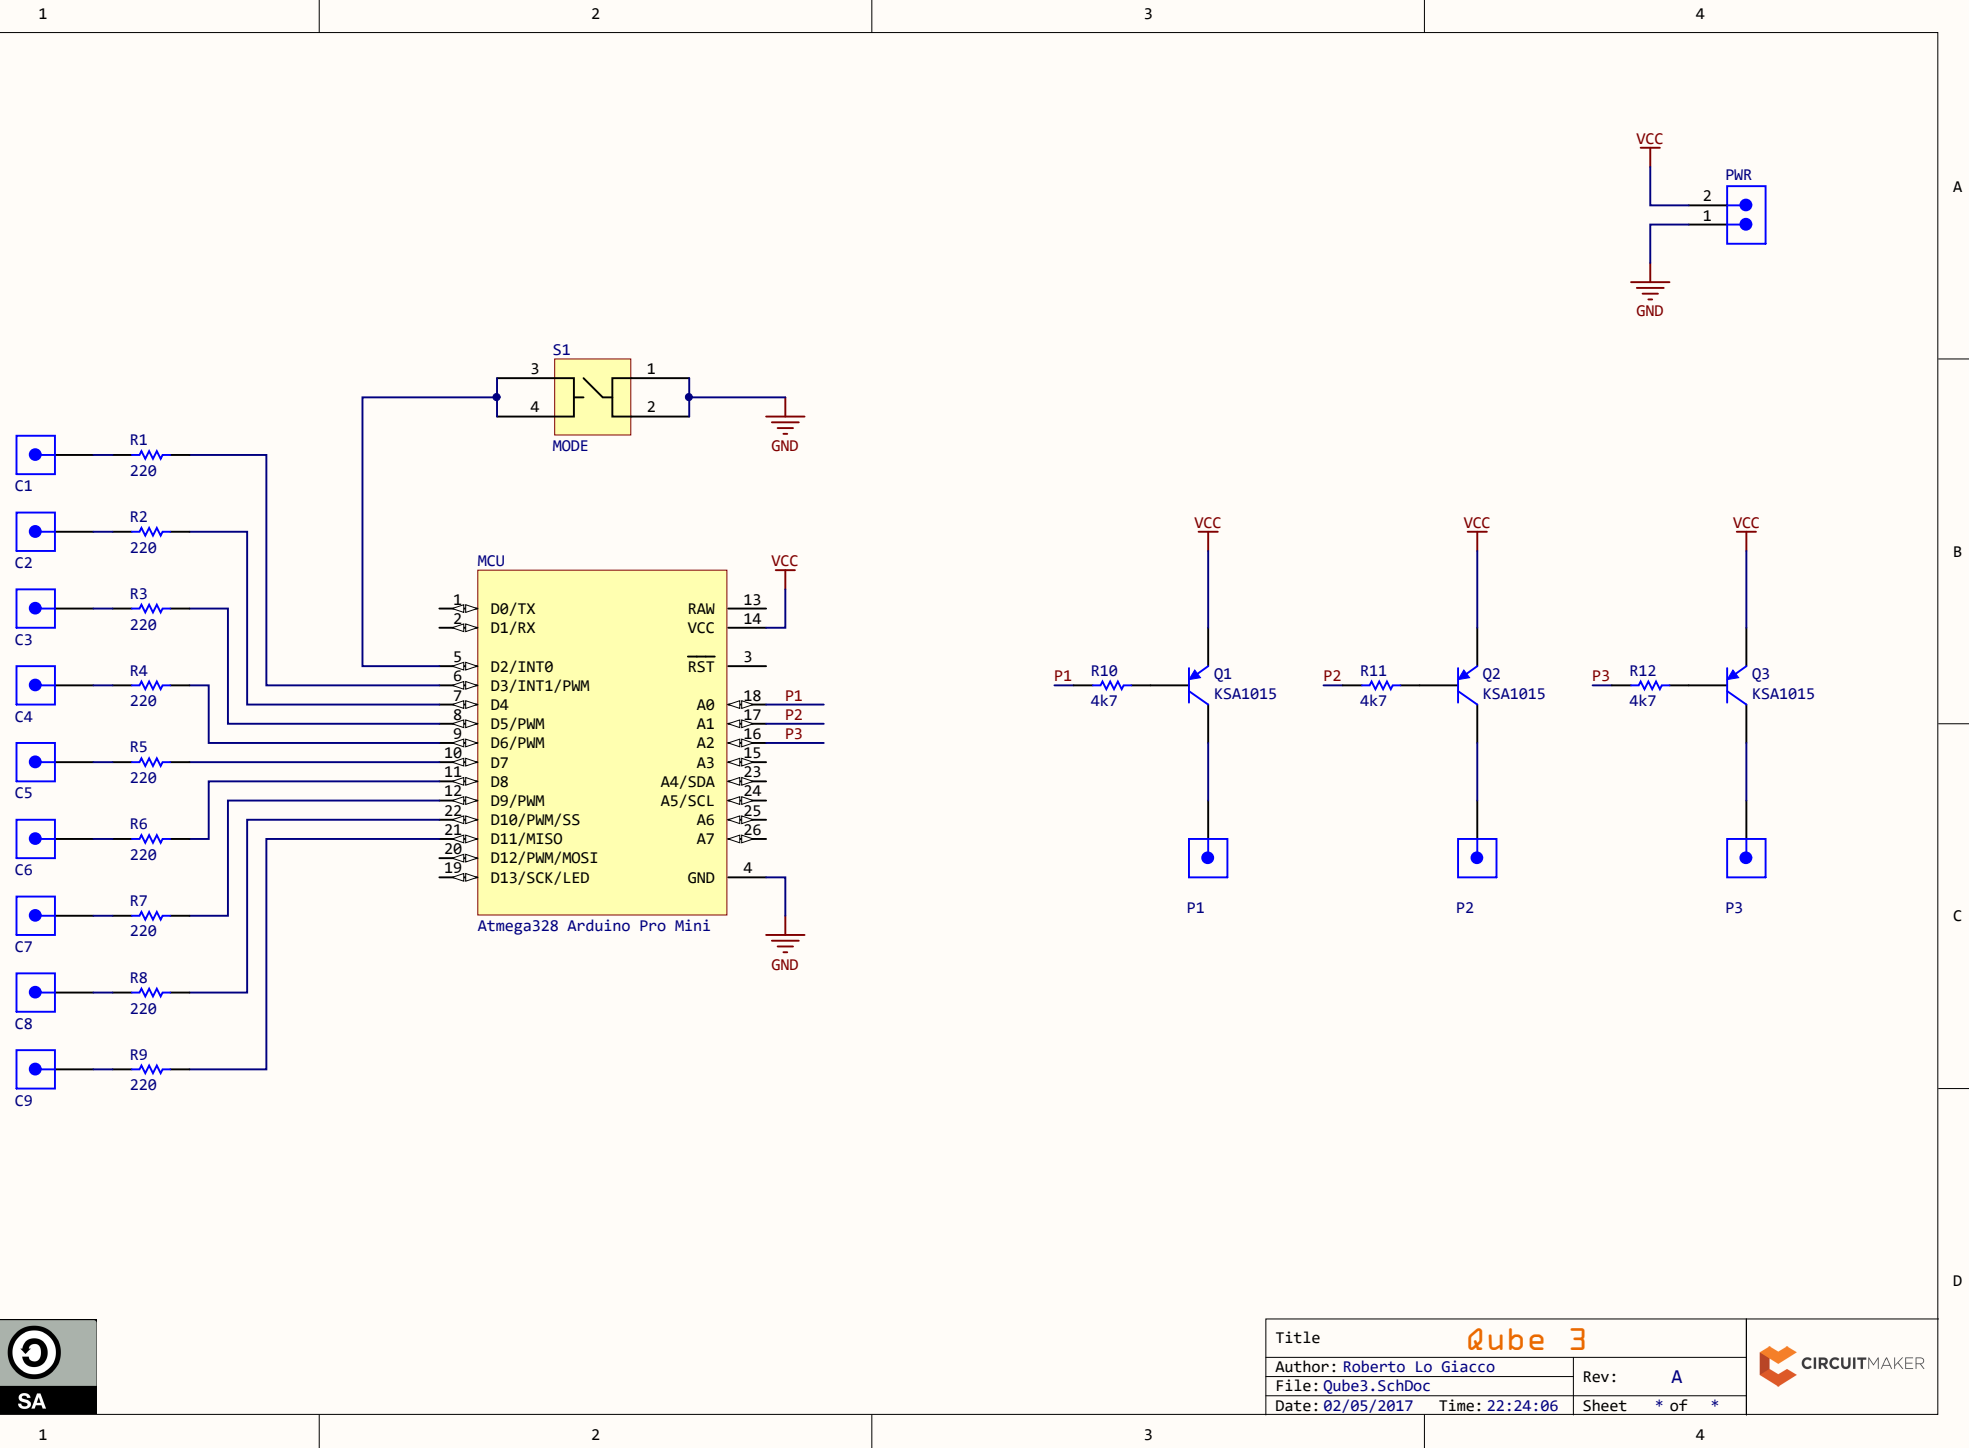 1 2 3 4
VCC
PWR
2
1
GND
A
S1
3 1
4 2
MODE
GND
C1
R1
220
C2
R2
220
C3
R3
220
C4
R4
220
C5
R5
220
C6
R6
220
C7
R7
220
C8
R8
220
C9
R9
220
MCU
VCC
1 D0/TX RAW 13
2 D1/RX VCC 14
5 D2/INT0 RST 3
6 D3/INT1/PWM
7 D4 A0 18 P1
8 D5/PWM A1 17 P2
9 D6/PWM A2 16 P3
10 D7 A3 15
11 D8 A4/SDA 23
12 D9/PWM A5/SCL 24
22 D10/PWM/SS A6 25
21 D11/MISO A7 26
20 D12/PWM/MOSI
19 D13/SCK/LED GND 4
Atmega328 Arduino Pro Mini
GND
VCC VCC VCC
B
P1 R10 Q1
4k7 KSA1015
P2 R11 Q2
4k7 KSA1015
P3 R12 Q3
4k7 KSA1015
P1 P2 P3
C
D
SA
Title Qube 3
Author: Roberto Lo Giacco
File: Qube3.SchDoc
Rev: A
Date: 02/05/2017 Time: 22:24:06 Sheet * of *
CIRCUITMAKER
1 2 3 4